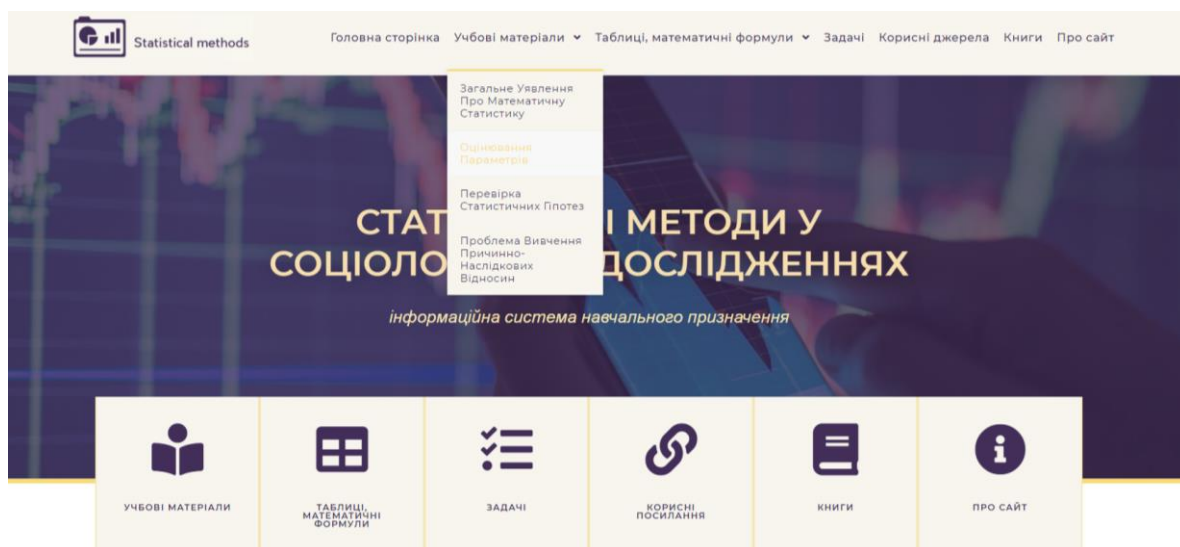 Statistical methods
Головна сторінка Учбові матеріали Таблиці, математичні формули Задачі Корисні джерела Книги Про сайт
Загальне Уявлення
Про Математичну
Статистику
Оцінювання
Параметрів
Перевірка
Статистичних Гіпотез
Проблема Вивчення
Причинно-
Наслідкових
Відносин
СТАТ І МЕТОДИ У
СОЦІОЛО ДОСЛІДЖЕННЯХ
інформаційна система навчального призначення
УЧБОВІ МАТЕРІАЛИ
ТАБЛИЦІ,
МАТЕМАТИЧНІ
ФОРМУЛИ
ЗАДАЧІ
КОРИСНІ
ПОСИЛАННЯ
КНИГИ
ПРО САЙТ